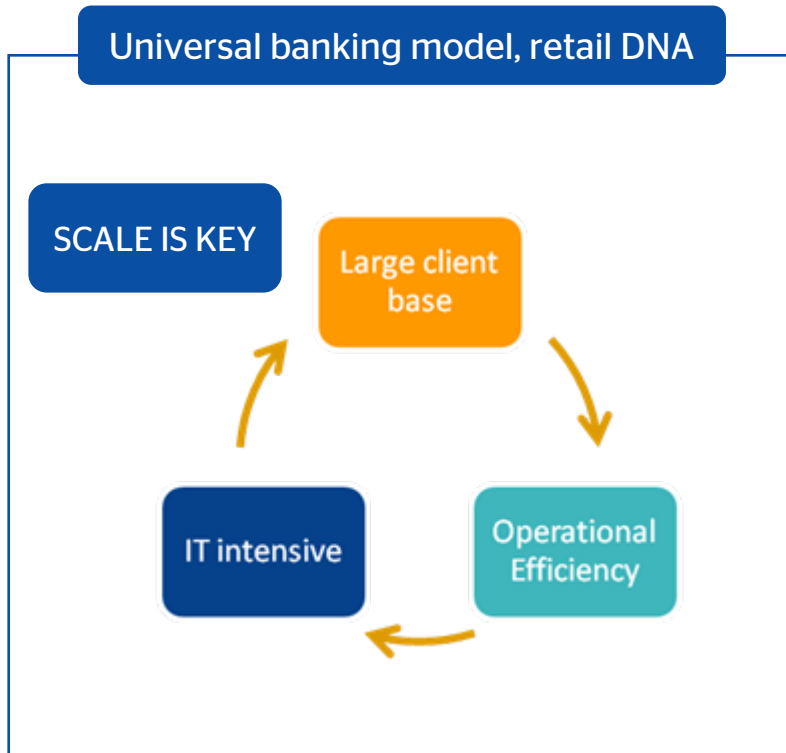 Universal banking model, retail DNA
SCALE IS KEY
Large client
base
IT intensive
Operational
Efficiency